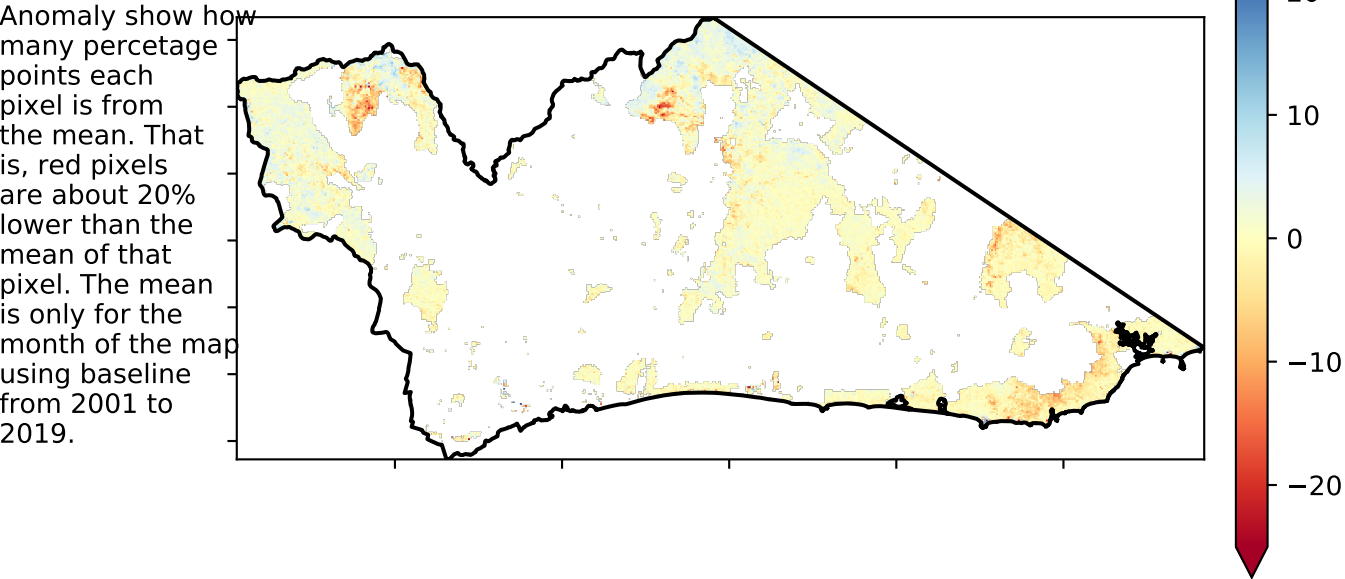 Anomaly show how
many percetage
points each
pixel is from
the mean. That
is, red pixels
are about 20%
lower than the
mean of that
pixel. The mean
is only for the
month of the map
using baseline
from 2001 to
2019.
10
0
−10
−20